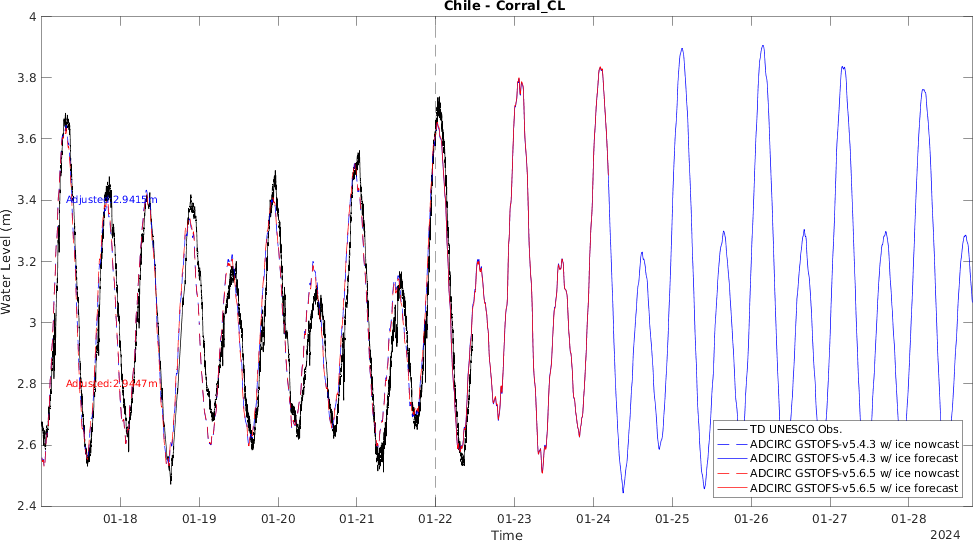 Chile - Corral_CL
4
3.8
3.6
3.4
3.2
3
2.8
2.6
2.4
Water Level (m)
Adjusted:2.9415m
Adjusted:2.9447m
TD UNESCO Obs.
ADCIRC GSTOFS-v5.4.3 w/ ice nowcast
ADCIRC GSTOFS-v5.4.3 w/ ice forecast
ADCIRC GSTOFS-v5.6.5 w/ ice nowcast
ADCIRC GSTOFS-v5.6.5 w/ ice forecast
01-18 01-19 01-20 01-21 01-22 01-23 01-24 01-25 01-26 01-27 01-28
Time
2024